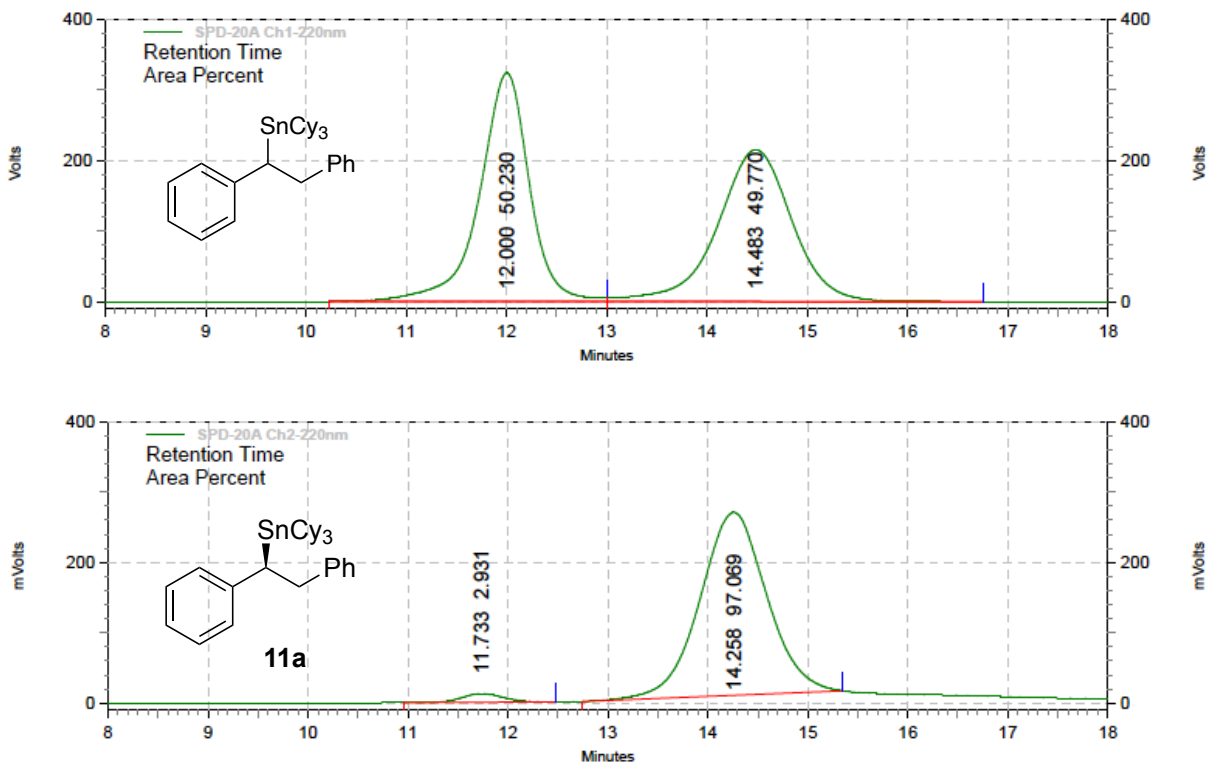 400
400
SPD-20A Ch1-220nm
Retention Time
Area Percent
SnCy3
Ph
Volts
200
200
Volts
12.000 50.230
14.483 49.770
0
0
8 9 10 11 12 13 14 15 16 17 18
Minutes
400
400
SPD-20A Ch2-220nm
Retention Time
Area Percent
SnCy3
Ph
11a
mVolts
200
200
mVolts
11.733 2.931
14.258 97.069
0
0
8 9 10 11 12 13 14 15 16 17 18
Minutes